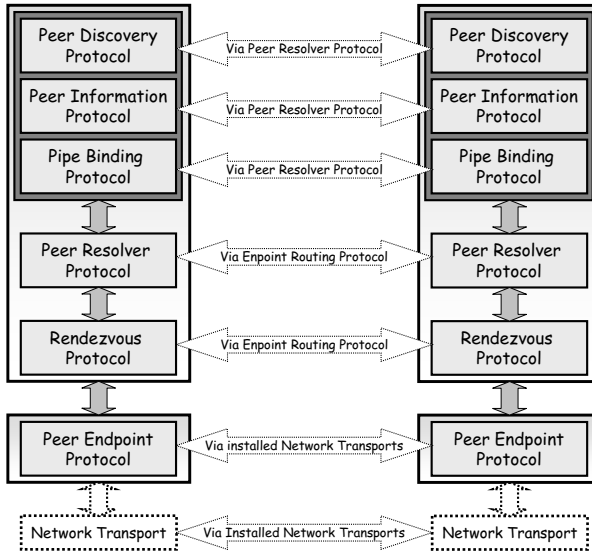 Peer Discovery
Protocol
Via Peer Resolver Protocol
Peer Discovery
Protocol
Peer Information
Protocol
Via Peer Resolver Protocol
Peer Information
Protocol
Pipe Binding
Protocol
Via Peer Resolver Protocol
Pipe Binding
Protocol
Peer Resolver
Protocol
Via Enpoint Routing Protocol
Peer Resolver
Protocol
Rendezvous
Protocol
Via Enpoint Routing Protocol
Rendezvous
Protocol
Peer Endpoint
Protocol
Via installed Network Transports
Peer Endpoint
Protocol
Network Transport
Via Installed Network Transports
Network Transport